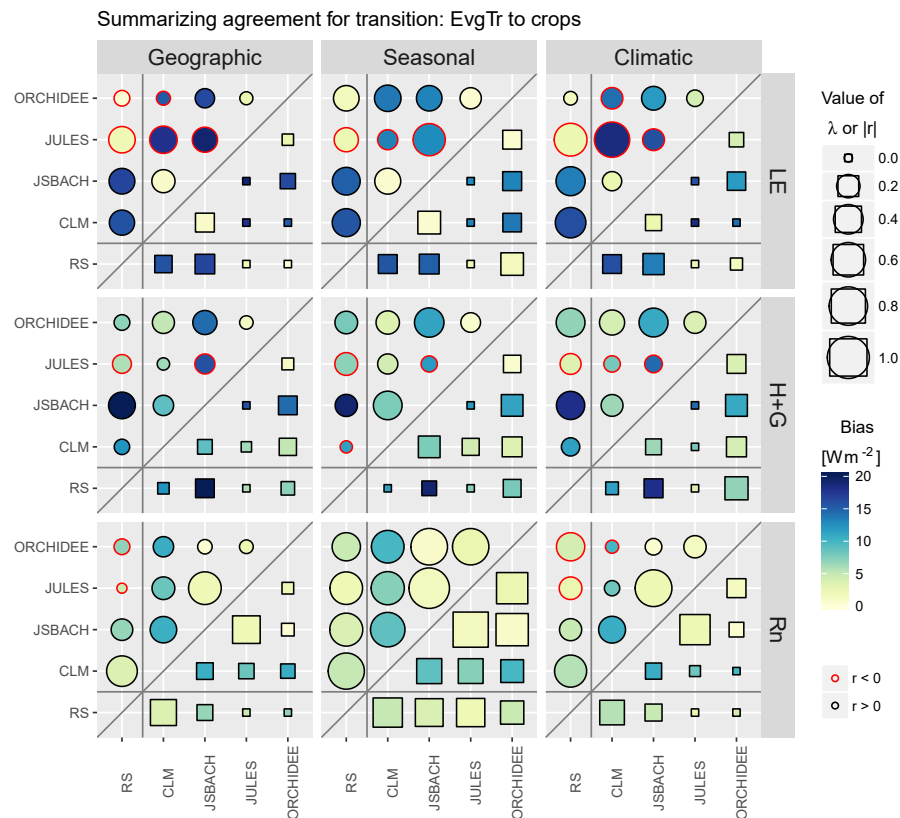 Summarizing agreement for transition: EvgTr to crops
Geographic
Seasonal
Climatic
ORCHIDEE
JULES
JSBACH
CLM
RS
LE
ORCHIDEE
JULES
JSBACH
CLM
RS
H+G
ORCHIDEE
JULES
JSBACH
CLM
RS
Rn
RS
CLM
JSBACH
JULES
ORCHIDEE
RS
CLM
JSBACH
JULES
ORCHIDEE
RS
CLM
JSBACH
JULES
ORCHIDEE
Value of
λ or |r|
0.0
0.2
0.4
0.6
0.8
1.0
Bias
[Wm⁻²]
20
15
10
5
0
r < 0
r > 0